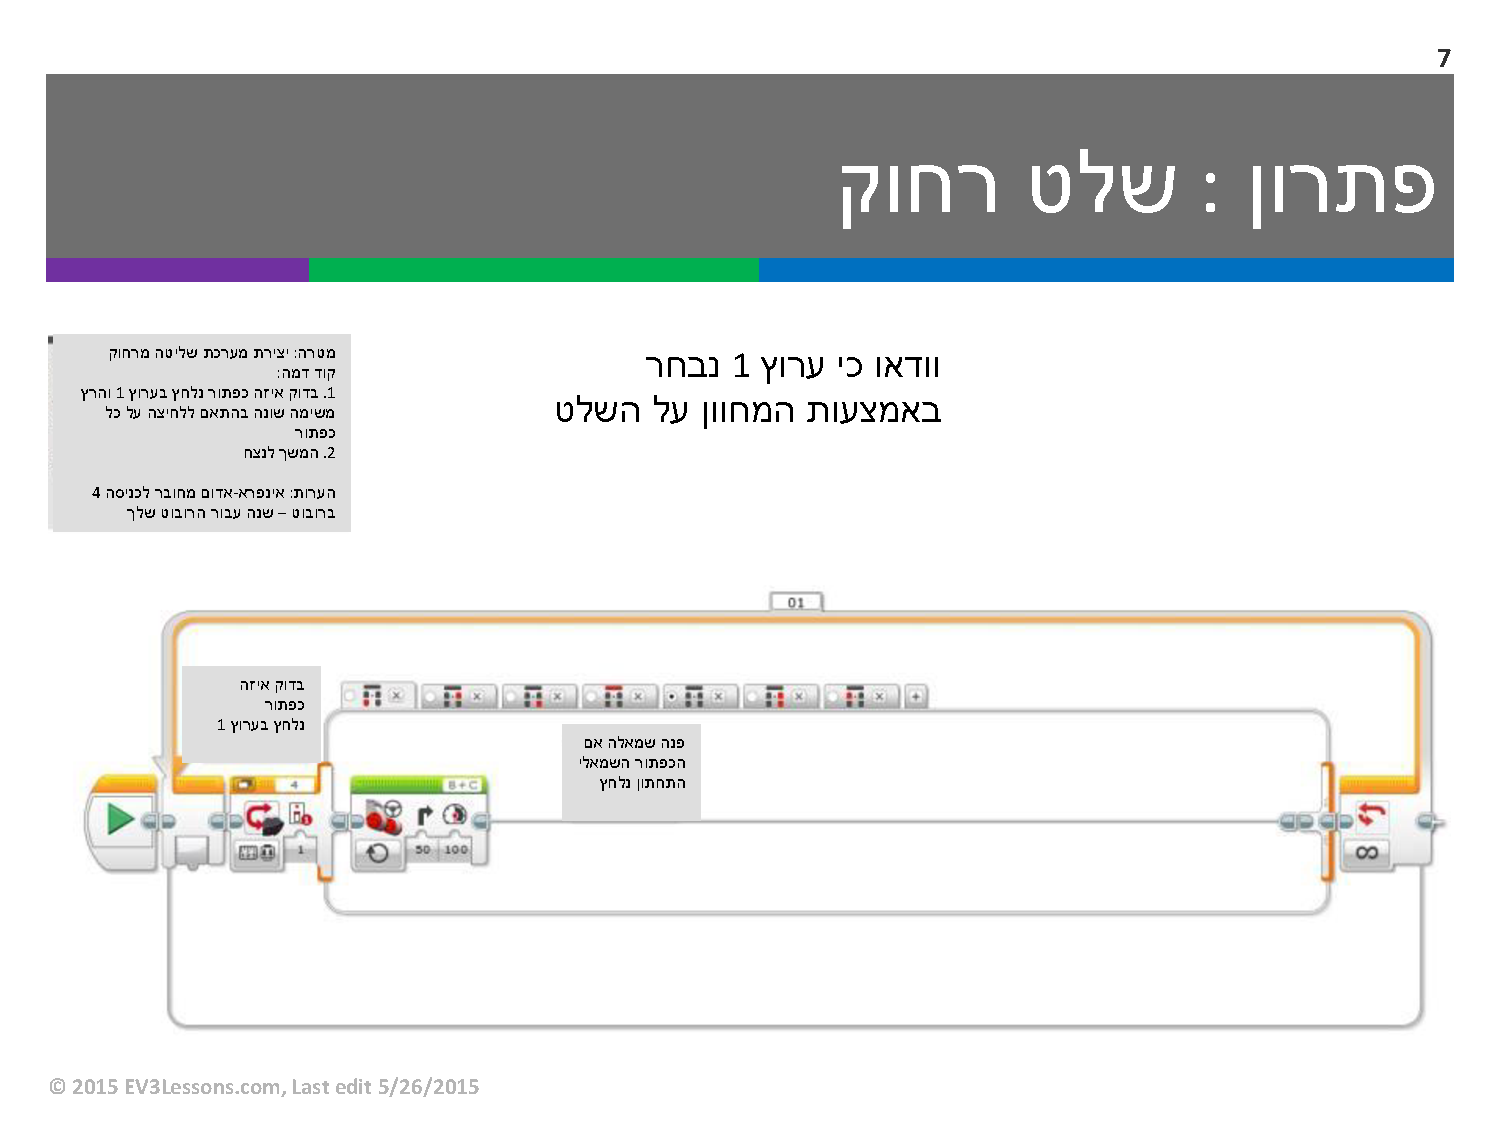 7
פתרון : שלט רחוק
וודאו כי ערוץ 1 נבחר
באמצעות המחוון על השלט
מטרה: יצירת מערכת שליטה מרחוק
קוד דמה:
1. בדוק איזה כפתור נלחץ בערוץ 1 והרץ
משימה שונה בהתאם ללחיצה על כל
כפתור
2. המשך לנצח
הערות: אינפרא-אדום מחובר לכניסה 4
ברובוט – שנה עבור הרובוט שלך
01
בדוק איזה
כפתור
נלחץ בערוץ 1
פנה שמאלה אם
הכפתור השמאלי
התחתון נלחץ
4
B+C
1
50 100
∞
© 2015 EV3Lessons.com, Last edit 5/26/2015